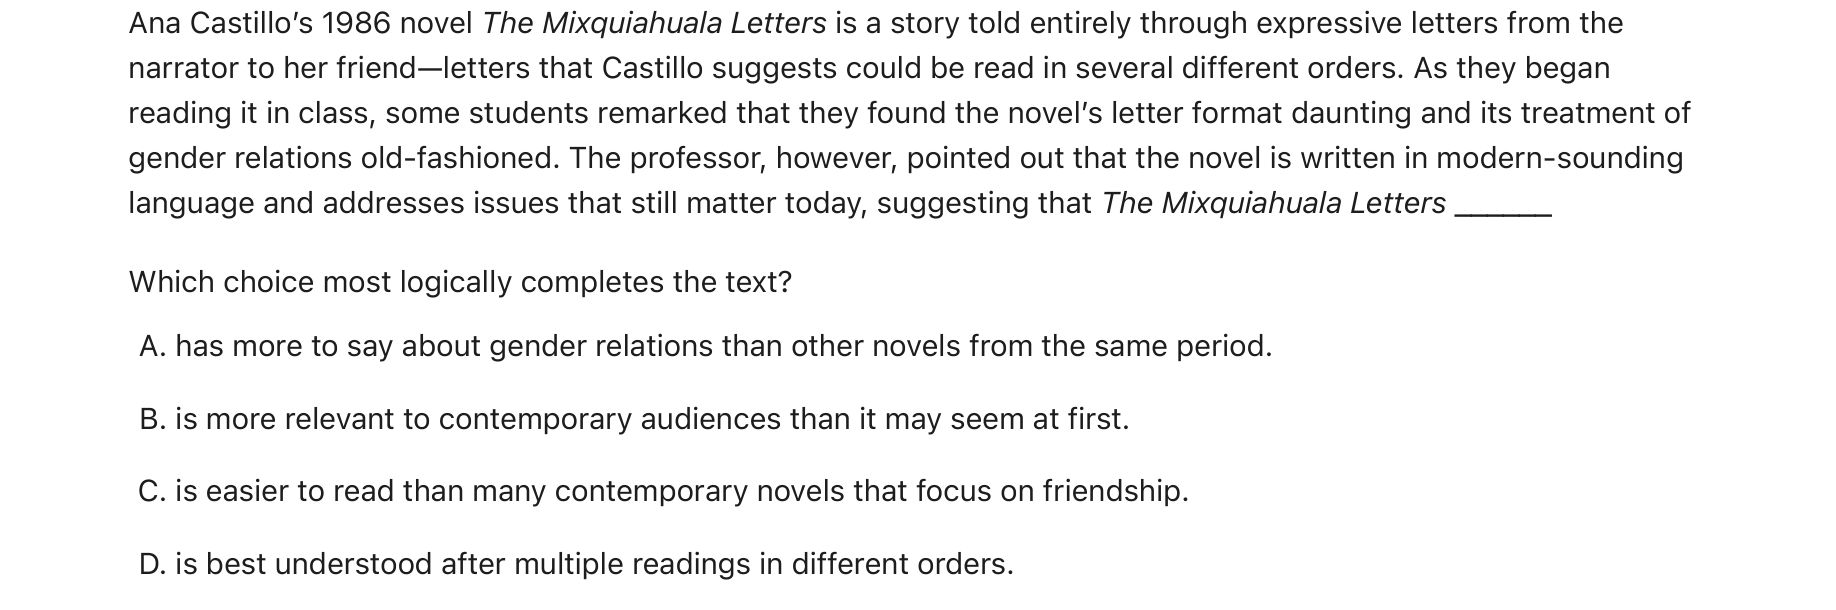 Ana Castillo’s 1986 novel The Mixquiahuala Letters is a story told entirely through expressive letters from the
narrator to her friend—letters that Castillo suggests could be read in several different orders. As they began
reading it in class, some students remarked that they found the novel’s letter format daunting and its treatment of
gender relations old-fashioned. The professor, however, pointed out that the novel is written in modern-sounding
language and addresses issues that still matter today, suggesting that The Mixquiahuala Letters ______
Which choice most logically completes the text?
A. has more to say about gender relations than other novels from the same period.
B. is more relevant to contemporary audiences than it may seem at first.
C. is easier to read than many contemporary novels that focus on friendship.
D. is best understood after multiple readings in different orders.